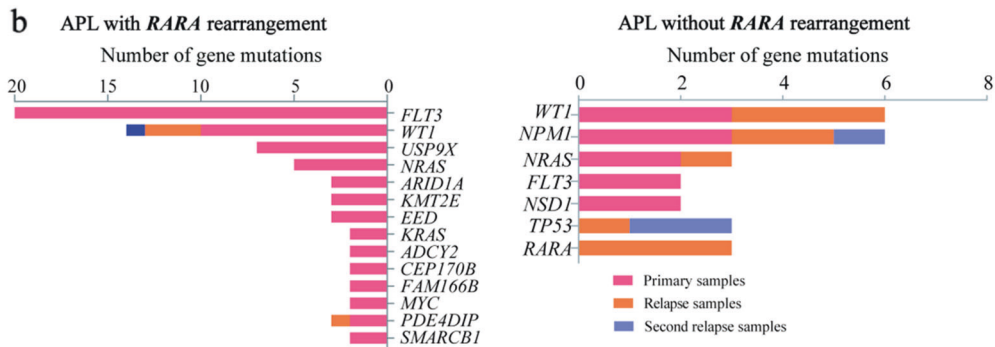 b
APL with RARA rearrangement
Number of gene mutations
20 15 10 5 0
FLT3
WT1
USP9X
NRAS
ARID1A
KMT2E
EED
KRAS
ADCY2
CEP170B
FAM166B
MYC
PDE4DIP
SMARCB1
APL without RARA rearrangement
Number of gene mutations
0 2 4 6 8
WT1
NPM1
NRAS
FLT3
NSD1
TP53
RARA
Primary samples
Relapse samples
Second relapse samples